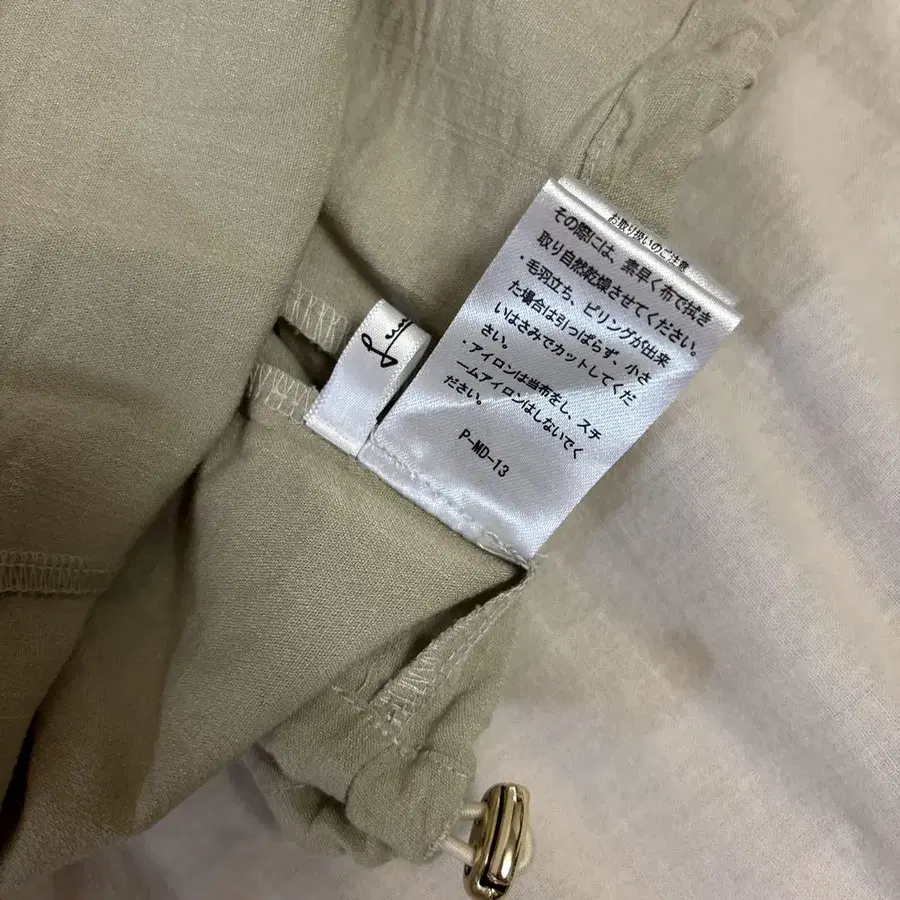 お取り扱いのご注意
その際には、素早く布で拭き
取り自然乾燥させてください。
・毛羽立ち、ピリングが出来
た場合は引っぱらず、小さ
いはさみでカットしてくだ
さい。
・アイロンは当布をし、スチ
ームアイロンはしないでく
ださい。
P-MD-13